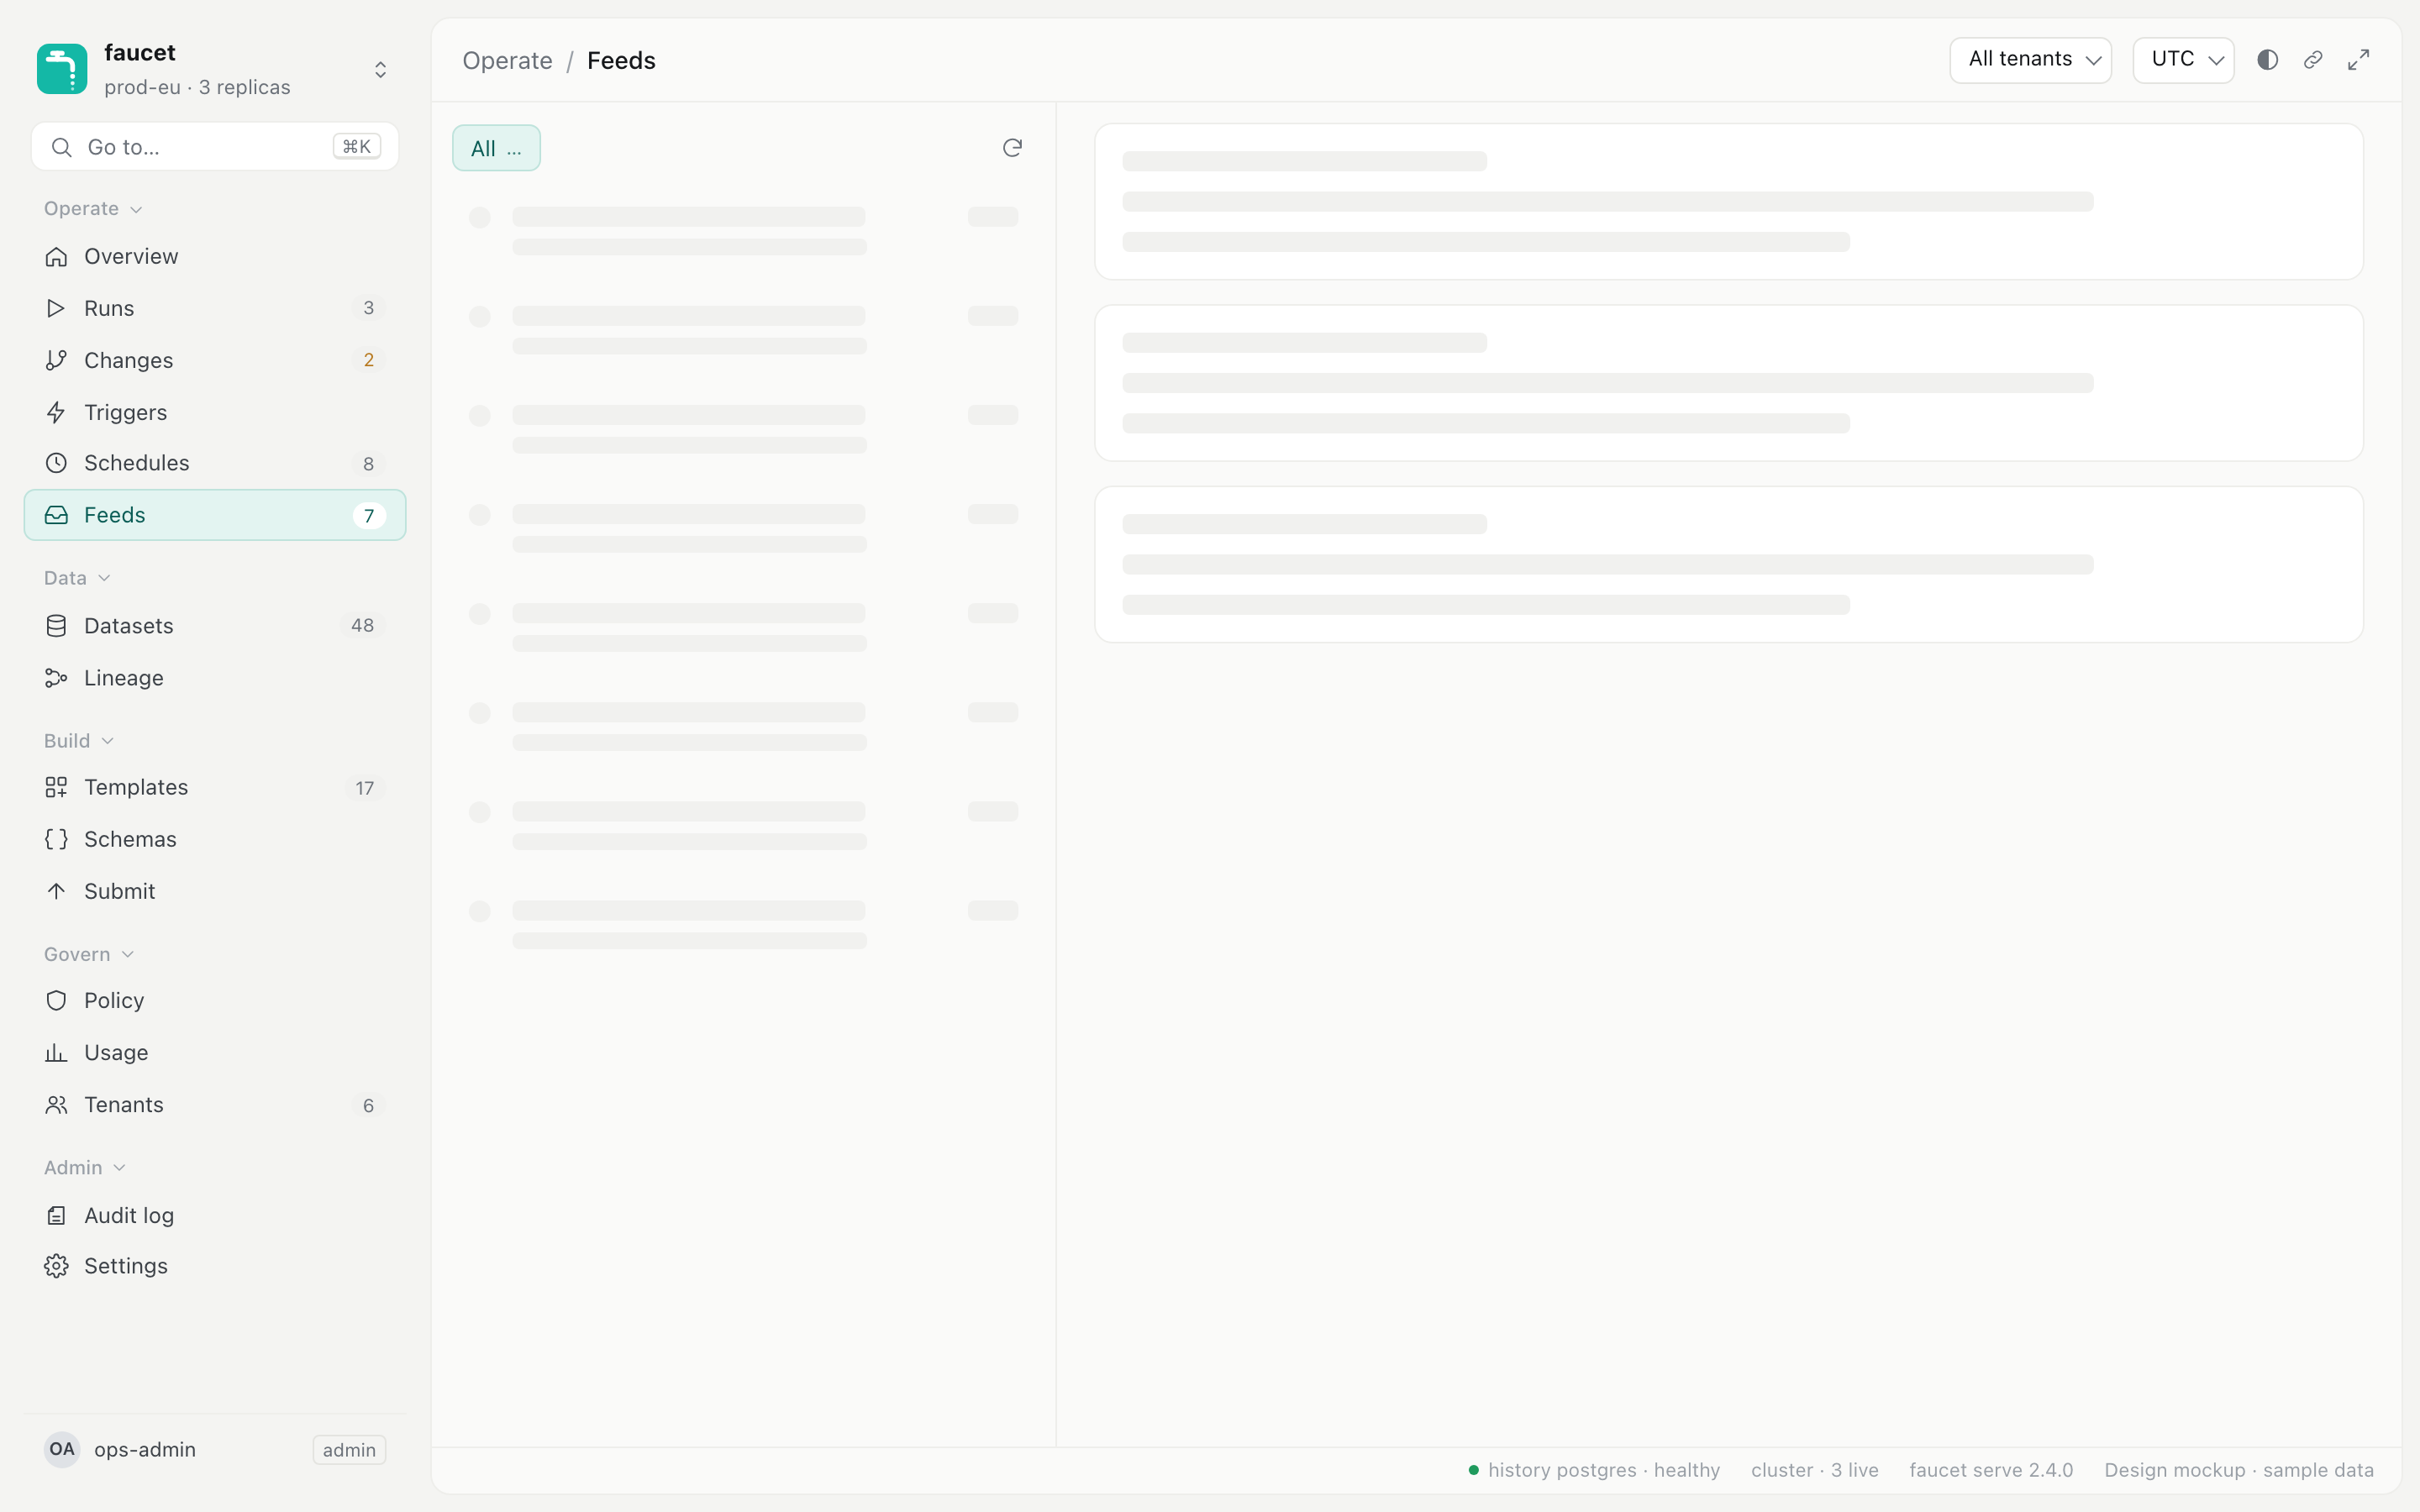 faucet
prod-eu · 3 replicas
Go to...
⌘K
Operate
Overview
Runs 3
Changes 2
Triggers
Schedules 8
Feeds 7
Data
Datasets 48
Lineage
Build
Templates 17
Schemas
Submit
Govern
Policy
Usage
Tenants 6
Admin
Audit log
Settings
OA ops-admin admin
Operate / Feeds
All tenants
UTC
All ...
history postgres · healthy
cluster · 3 live
faucet serve 2.4.0
Design mockup · sample data